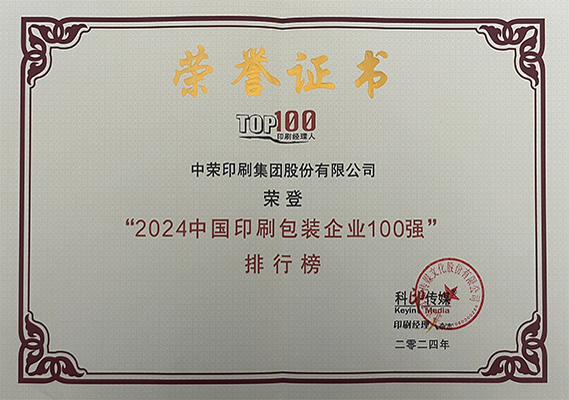 荣誉证书
TOP100
印刷经理人
中荣印刷集团股份有限公司
荣登
“2024中国印刷包装企业100强”
排行榜
科印传媒
Keyin Media
印刷经理人
二零二四年